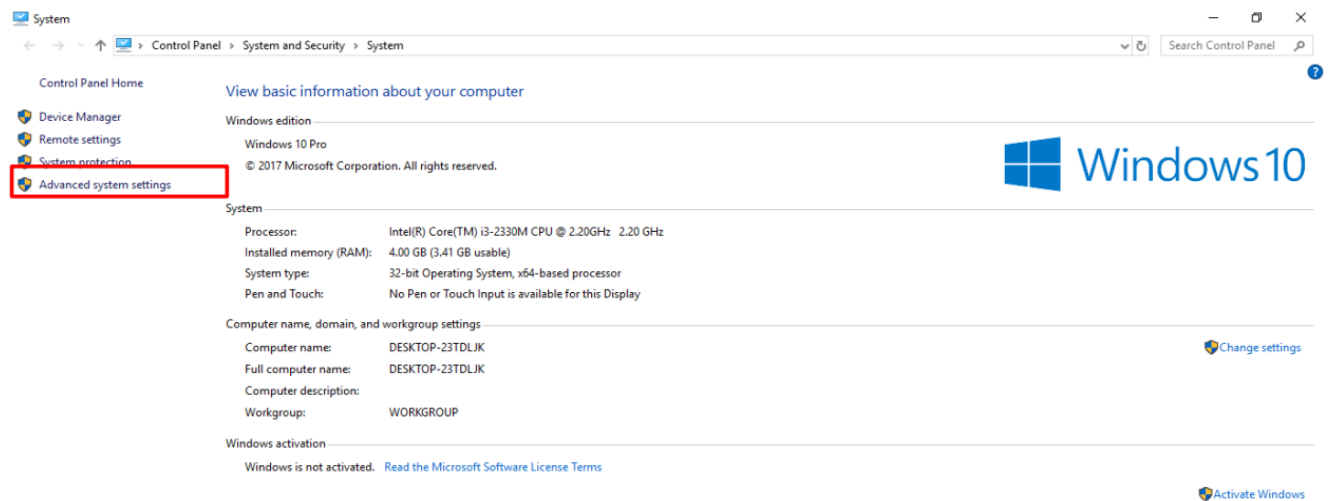 System
Control Panel > System and Security > System
Search Control Panel
?
Control Panel Home
Device Manager
Remote settings
System protection
Advanced system settings
View basic information about your computer
Windows edition
Windows 10 Pro
© 2017 Microsoft Corporation. All rights reserved.
Windows 10
System
Processor: Intel(R) Core(TM) i3-2330M CPU @ 2.20GHz 2.20 GHz
Installed memory (RAM): 4.00 GB (3.41 GB usable)
System type: 32-bit Operating System, x64-based processor
Pen and Touch: No Pen or Touch Input is available for this Display
Computer name, domain, and workgroup settings
Computer name: DESKTOP-23TDLJK
Change settings
Full computer name: DESKTOP-23TDLJK
Computer description:
Workgroup: WORKGROUP
Windows activation
Windows is not activated. Read the Microsoft Software License Terms
Activate Windows